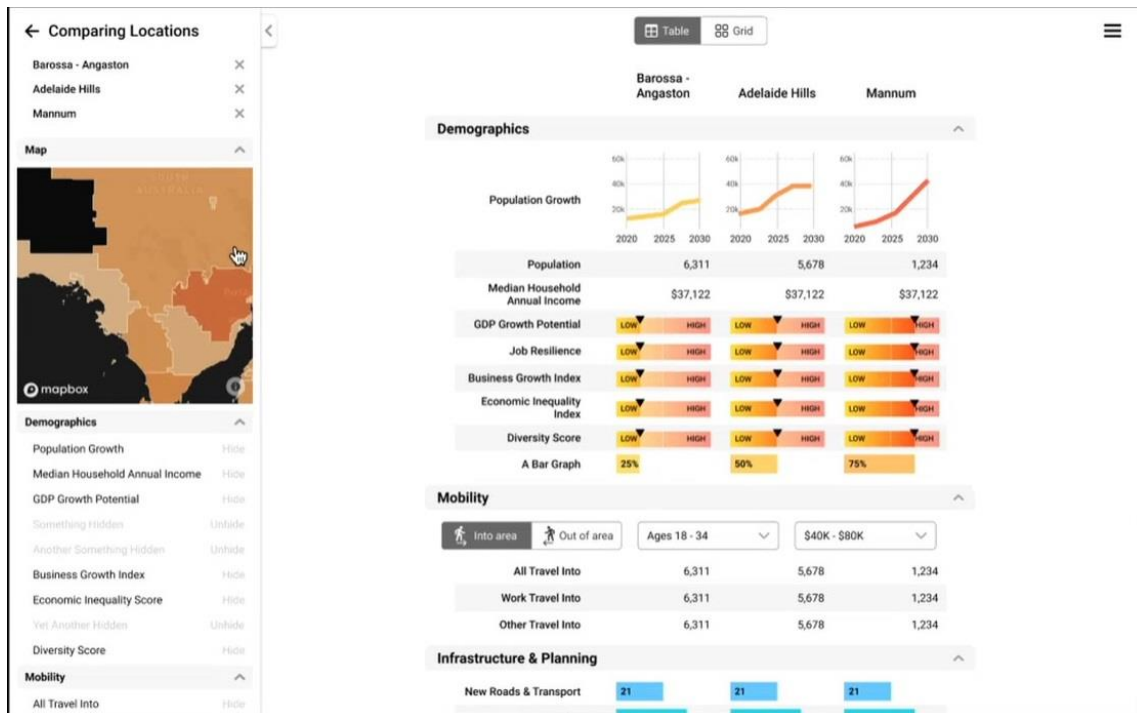 Comparing Locations
Barossa - Angaston
Adelaide Hills
Mannum
Map
SOUTH
AUSTRALIA
mapbox
Demographics
Population Growth Hide
Median Household Annual Income Hide
GDP Growth Potential Hide
Something Hidden Unhide
Another Something Hidden Unhide
Business Growth Index Hide
Economic Inequality Score Hide
Yet Another Hidden Unhide
Diversity Score Hide
Mobility
All Travel Into Hide
Table Grid
Barossa -
Angaston Adelaide Hills Mannum
Demographics
60k 60k 60k
40k 40k 40k
Population Growth
20k 20k 20k
2020 2025 2030 2020 2025 2030 2020 2025 2030
Population 6,311 5,678 1,234
Median Household
Annual Income $37,122 $37,122 $37,122
GDP Growth Potential LOW HIGH LOW HIGH LOW HIGH
Job Resilience LOW HIGH LOW HIGH LOW HIGH
Business Growth Index LOW HIGH LOW HIGH LOW HIGH
Economic Inequality
Index LOW HIGH LOW HIGH LOW HIGH
Diversity Score LOW HIGH LOW HIGH LOW HIGH
A Bar Graph 25% 50% 75%
Mobility
Into area Out of area Ages 18 - 34 $40K - $80K
All Travel Into 6,311 5,678 1,234
Work Travel Into 6,311 5,678 1,234
Other Travel Into 6,311 5,678 1,234
Infrastructure & Planning
New Roads & Transport 21 21 21